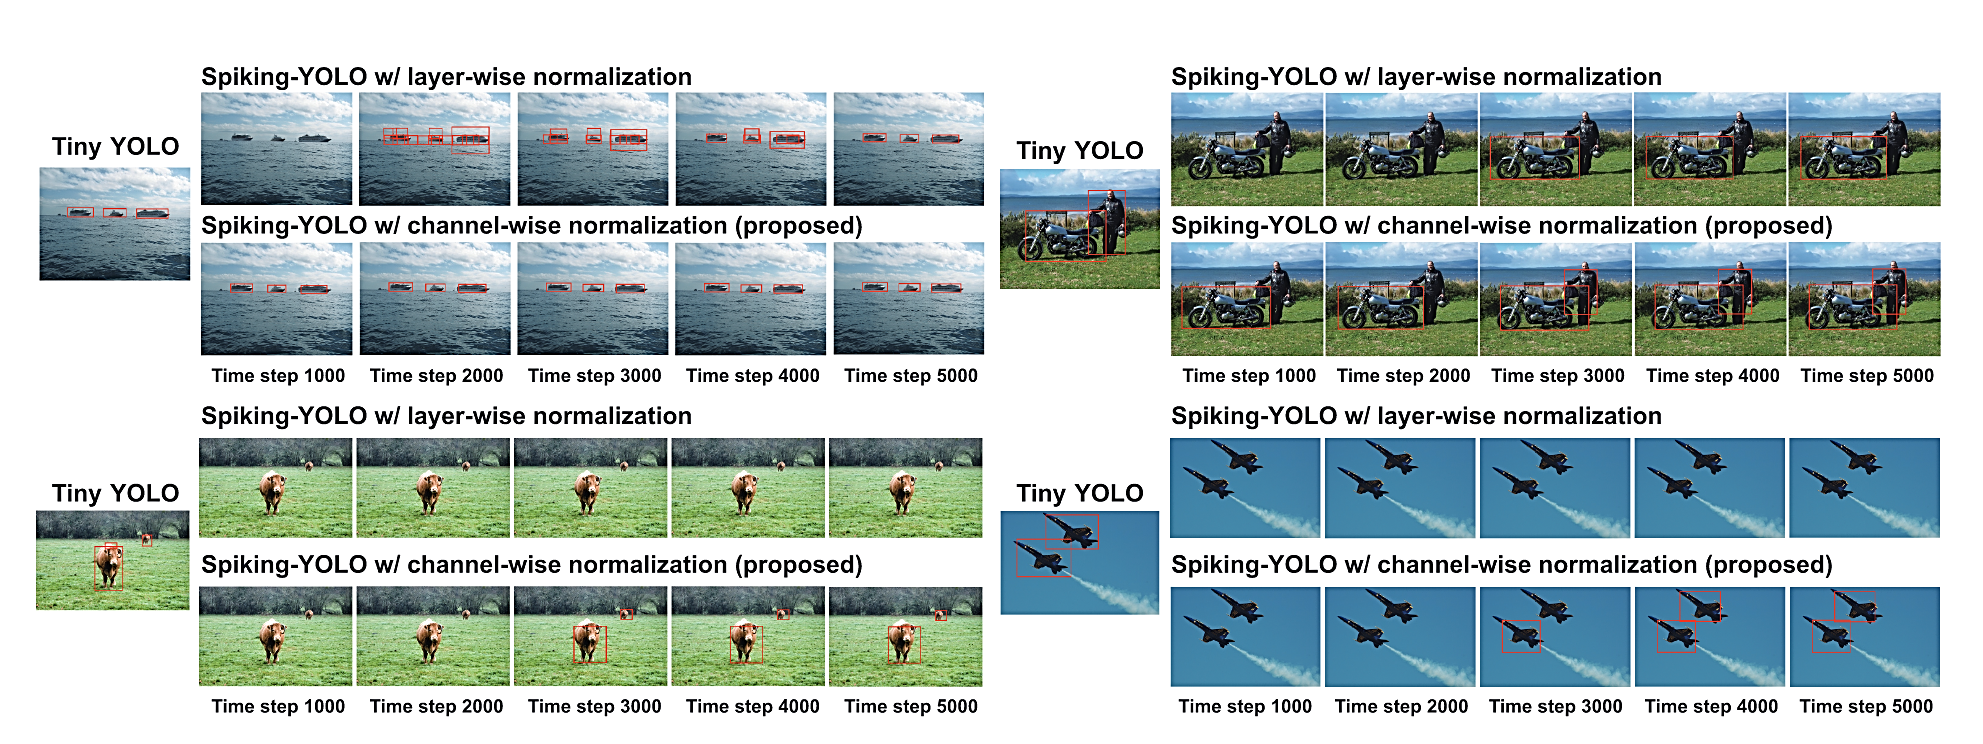 Spiking-YOLO w/ layer-wise normalization
Tiny YOLO
Spiking-YOLO w/ channel-wise normalization (proposed)
Time step 1000 Time step 2000 Time step 3000 Time step 4000 Time step 5000
Spiking-YOLO w/ layer-wise normalization
Tiny YOLO
Spiking-YOLO w/ channel-wise normalization (proposed)
Time step 1000 Time step 2000 Time step 3000 Time step 4000 Time step 5000
Spiking-YOLO w/ layer-wise normalization
Tiny YOLO
Spiking-YOLO w/ channel-wise normalization (proposed)
Time step 1000 Time step 2000 Time step 3000 Time step 4000 Time step 5000
Spiking-YOLO w/ layer-wise normalization
Tiny YOLO
Spiking-YOLO w/ channel-wise normalization (proposed)
Time step 1000 Time step 2000 Time step 3000 Time step 4000 Time step 5000